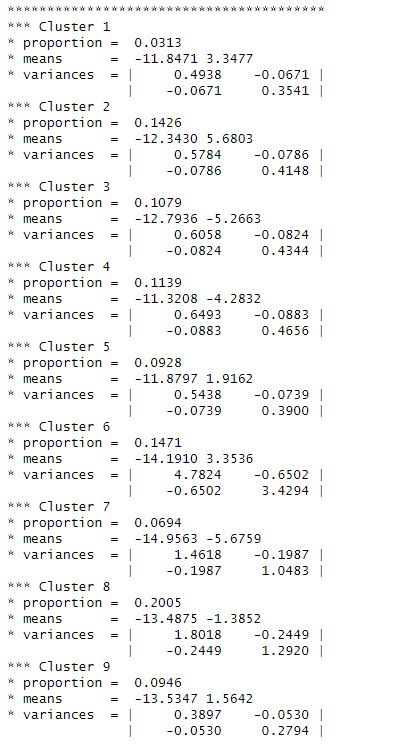 ****************************************
*** Cluster 1
* proportion =  0.0313
* means      =  -11.8471 3.3477
* variances  = |     0.4938    -0.0671 |
               |    -0.0671     0.3541 |
*** Cluster 2
* proportion =  0.1426
* means      =  -12.3430 5.6803
* variances  = |     0.5784    -0.0786 |
               |    -0.0786     0.4148 |
*** Cluster 3
* proportion =  0.1079
* means      =  -12.7936 -5.2663
* variances  = |     0.6058    -0.0824 |
               |    -0.0824     0.4344 |
*** Cluster 4
* proportion =  0.1139
* means      =  -11.3208 -4.2832
* variances  = |     0.6493    -0.0883 |
               |    -0.0883     0.4656 |
*** Cluster 5
* proportion =  0.0928
* means      =  -11.8797 1.9162
* variances  = |     0.5438    -0.0739 |
               |    -0.0739     0.3900 |
*** Cluster 6
* proportion =  0.1471
* means      =  -14.1910 3.3536
* variances  = |     4.7824    -0.6502 |
               |    -0.6502     3.4294 |
*** Cluster 7
* proportion =  0.0694
* means      =  -14.9563 -5.6759
* variances  = |     1.4618    -0.1987 |
               |    -0.1987     1.0483 |
*** Cluster 8
* proportion =  0.2005
* means      =  -13.4875 -1.3852
* variances  = |     1.8018    -0.2449 |
               |    -0.2449     1.2920 |
*** Cluster 9
* proportion =  0.0946
* means      =  -13.5347 1.5642
* variances  = |     0.3897    -0.0530 |
               |    -0.0530     0.2794 |